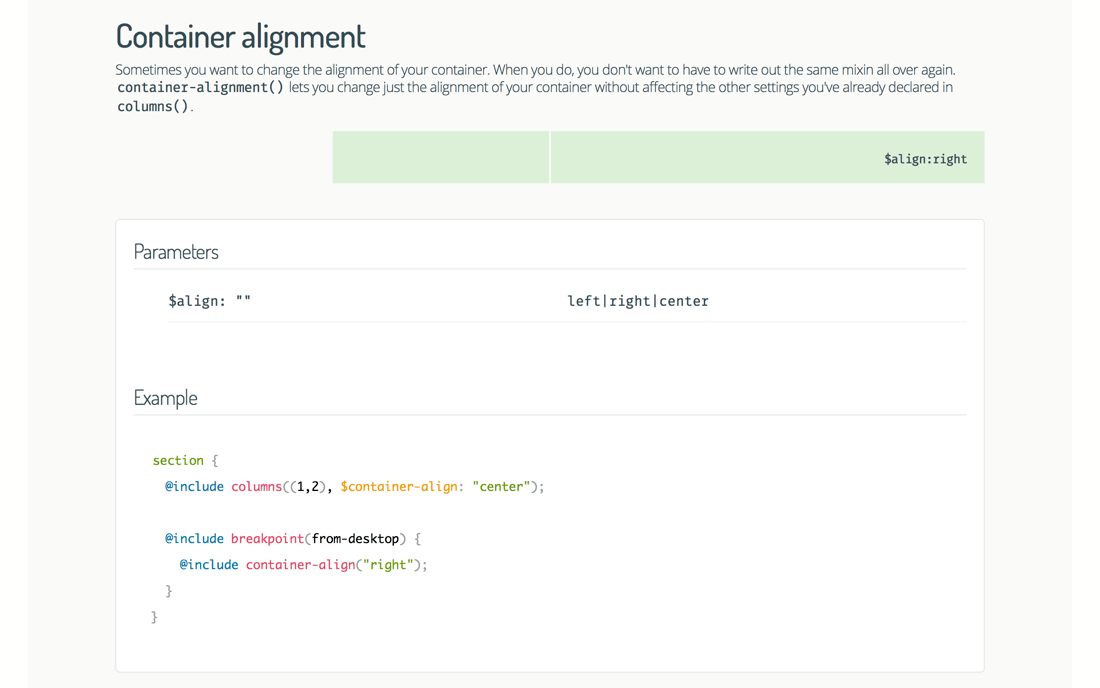 Container alignment
Sometimes you want to change the alignment of your container. When you do, you don't want to have to write out the same mixin all over again.
container-alignment() lets you change just the alignment of your container without affecting the other settings you've already declared in
columns().
$align:right
Parameters
$align: "" left|right|center
Example
section {
@include columns((1,2), $container-align: "center");
@include breakpoint(from-desktop) {
@include container-align("right");
}
}